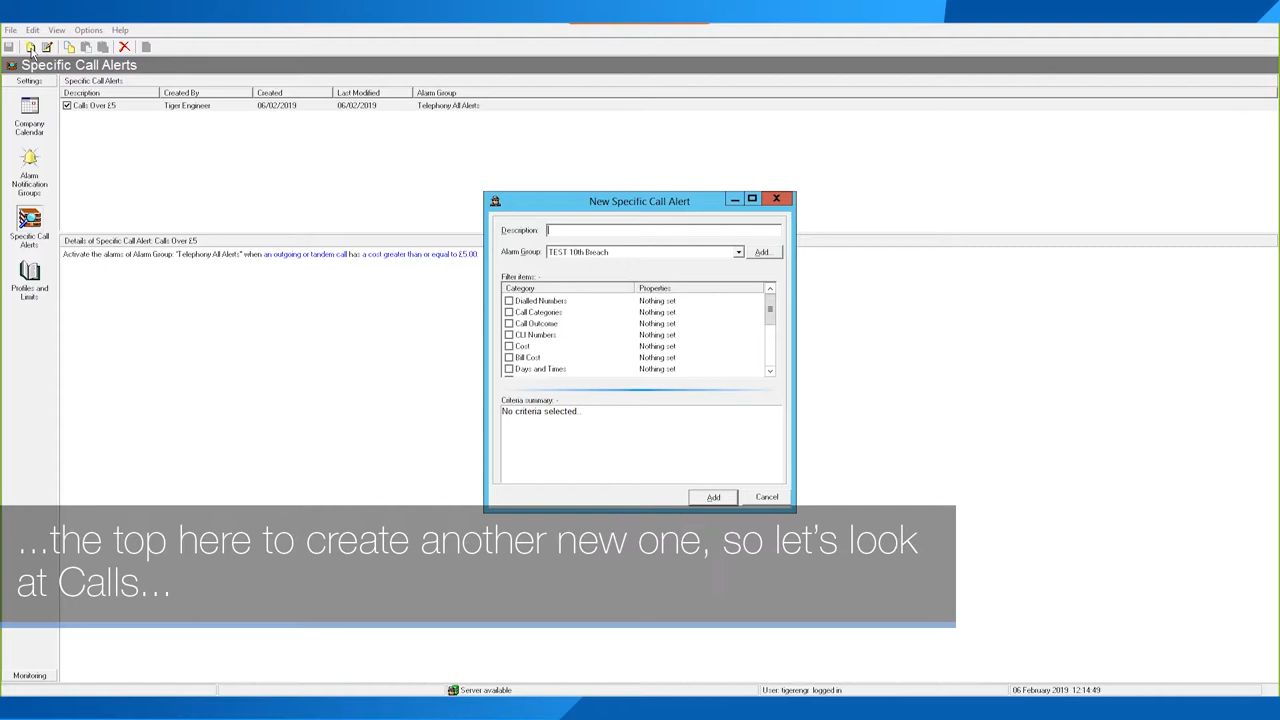 File Edit View Options Help
Specific Call Alerts
Settings
Company
Calendar
Alarm
Notification
Groups
Specific Call
Alerts
Profiles and
Limits
Monitoring
Specific Call Alerts
Description Created By Created Last Modified Alarm Group
Calls Over £5 Tiger Engineer 06/02/2019 06/02/2019 Telephony All Alerts
Details of Specific Call Alert: Calls Over £5
Activate the alarms of Alarm Group: "Telephony All Alerts" when an outgoing or tandem call has a cost greater than or equal to £5.00.
New Specific Call Alert
Description:
Alarm Group: TEST 10th Breach Add...
Filter items: -
Category Properties
Dialled Numbers Nothing set
Call Categories Nothing set
Call Outcome Nothing set
CLI Numbers Nothing set
Cost Nothing set
Bill Cost Nothing set
Days and Times Nothing set
Criteria summary: -
No criteria selected..
Add Cancel
...the top here to create another new one, so let's look
at Calls...
Server available User: tigerengr logged in 06 February 2019 12:14:49